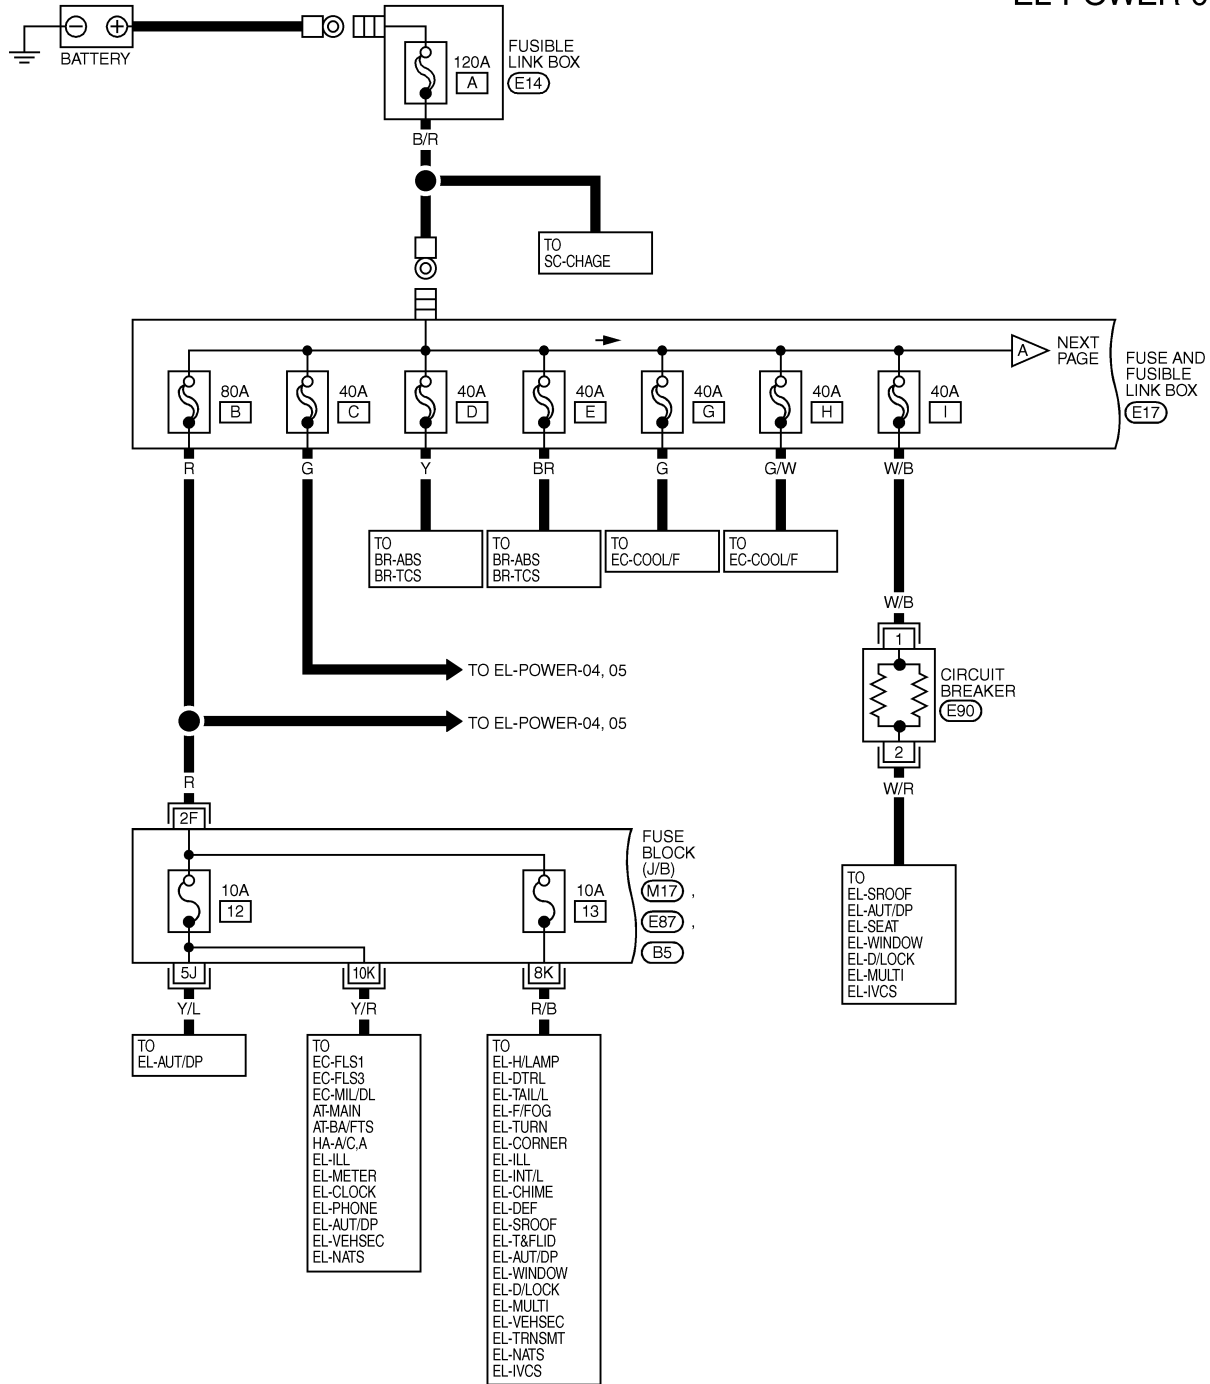 BATTERY
120A
A
FUSIBLE
LINK BOX
E14
B/R
TO
SC-CHAGE
A
NEXT
PAGE
FUSE AND
FUSIBLE
LINK BOX
E17
80A
B
40A
C
40A
D
40A
E
40A
G
40A
H
40A
I
R
G
Y
BR
G
G/W
W/B
TO
BR-ABS
BR-TCS
TO
BR-ABS
BR-TCS
TO
EC-COOL/F
TO
EC-COOL/F
W/B
1
CIRCUIT
BREAKER
E90
2
W/R
TO EL-POWER-04, 05
TO EL-POWER-04, 05
R
2F
FUSE
BLOCK
(J/B)
M17 ,
E87 ,
B5
10A
12
10A
13
5J
10K
8K
Y/L
Y/R
R/B
TO
EL-SROOF
EL-AUT/DP
EL-SEAT
EL-WINDOW
EL-D/LOCK
EL-MULTI
EL-IVCS
TO
EL-AUT/DP
TO
EC-FLS1
EC-FLS3
EC-MIL/DL
AT-MAIN
AT-BA/FTS
HA-A/C,A
EL-ILL
EL-METER
EL-CLOCK
EL-PHONE
EL-AUT/DP
EL-VEHSEC
EL-NATS
TO
EL-H/LAMP
EL-DTRL
EL-TAIL/L
EL-F/FOG
EL-TURN
EL-CORNER
EL-ILL
EL-INT/L
EL-CHIME
EL-DEF
EL-SROOF
EL-T&FLID
EL-AUT/DP
EL-WINDOW
EL-D/LOCK
EL-MULTI
EL-VEHSEC
EL-TRNSMT
EL-NATS
EL-IVCS